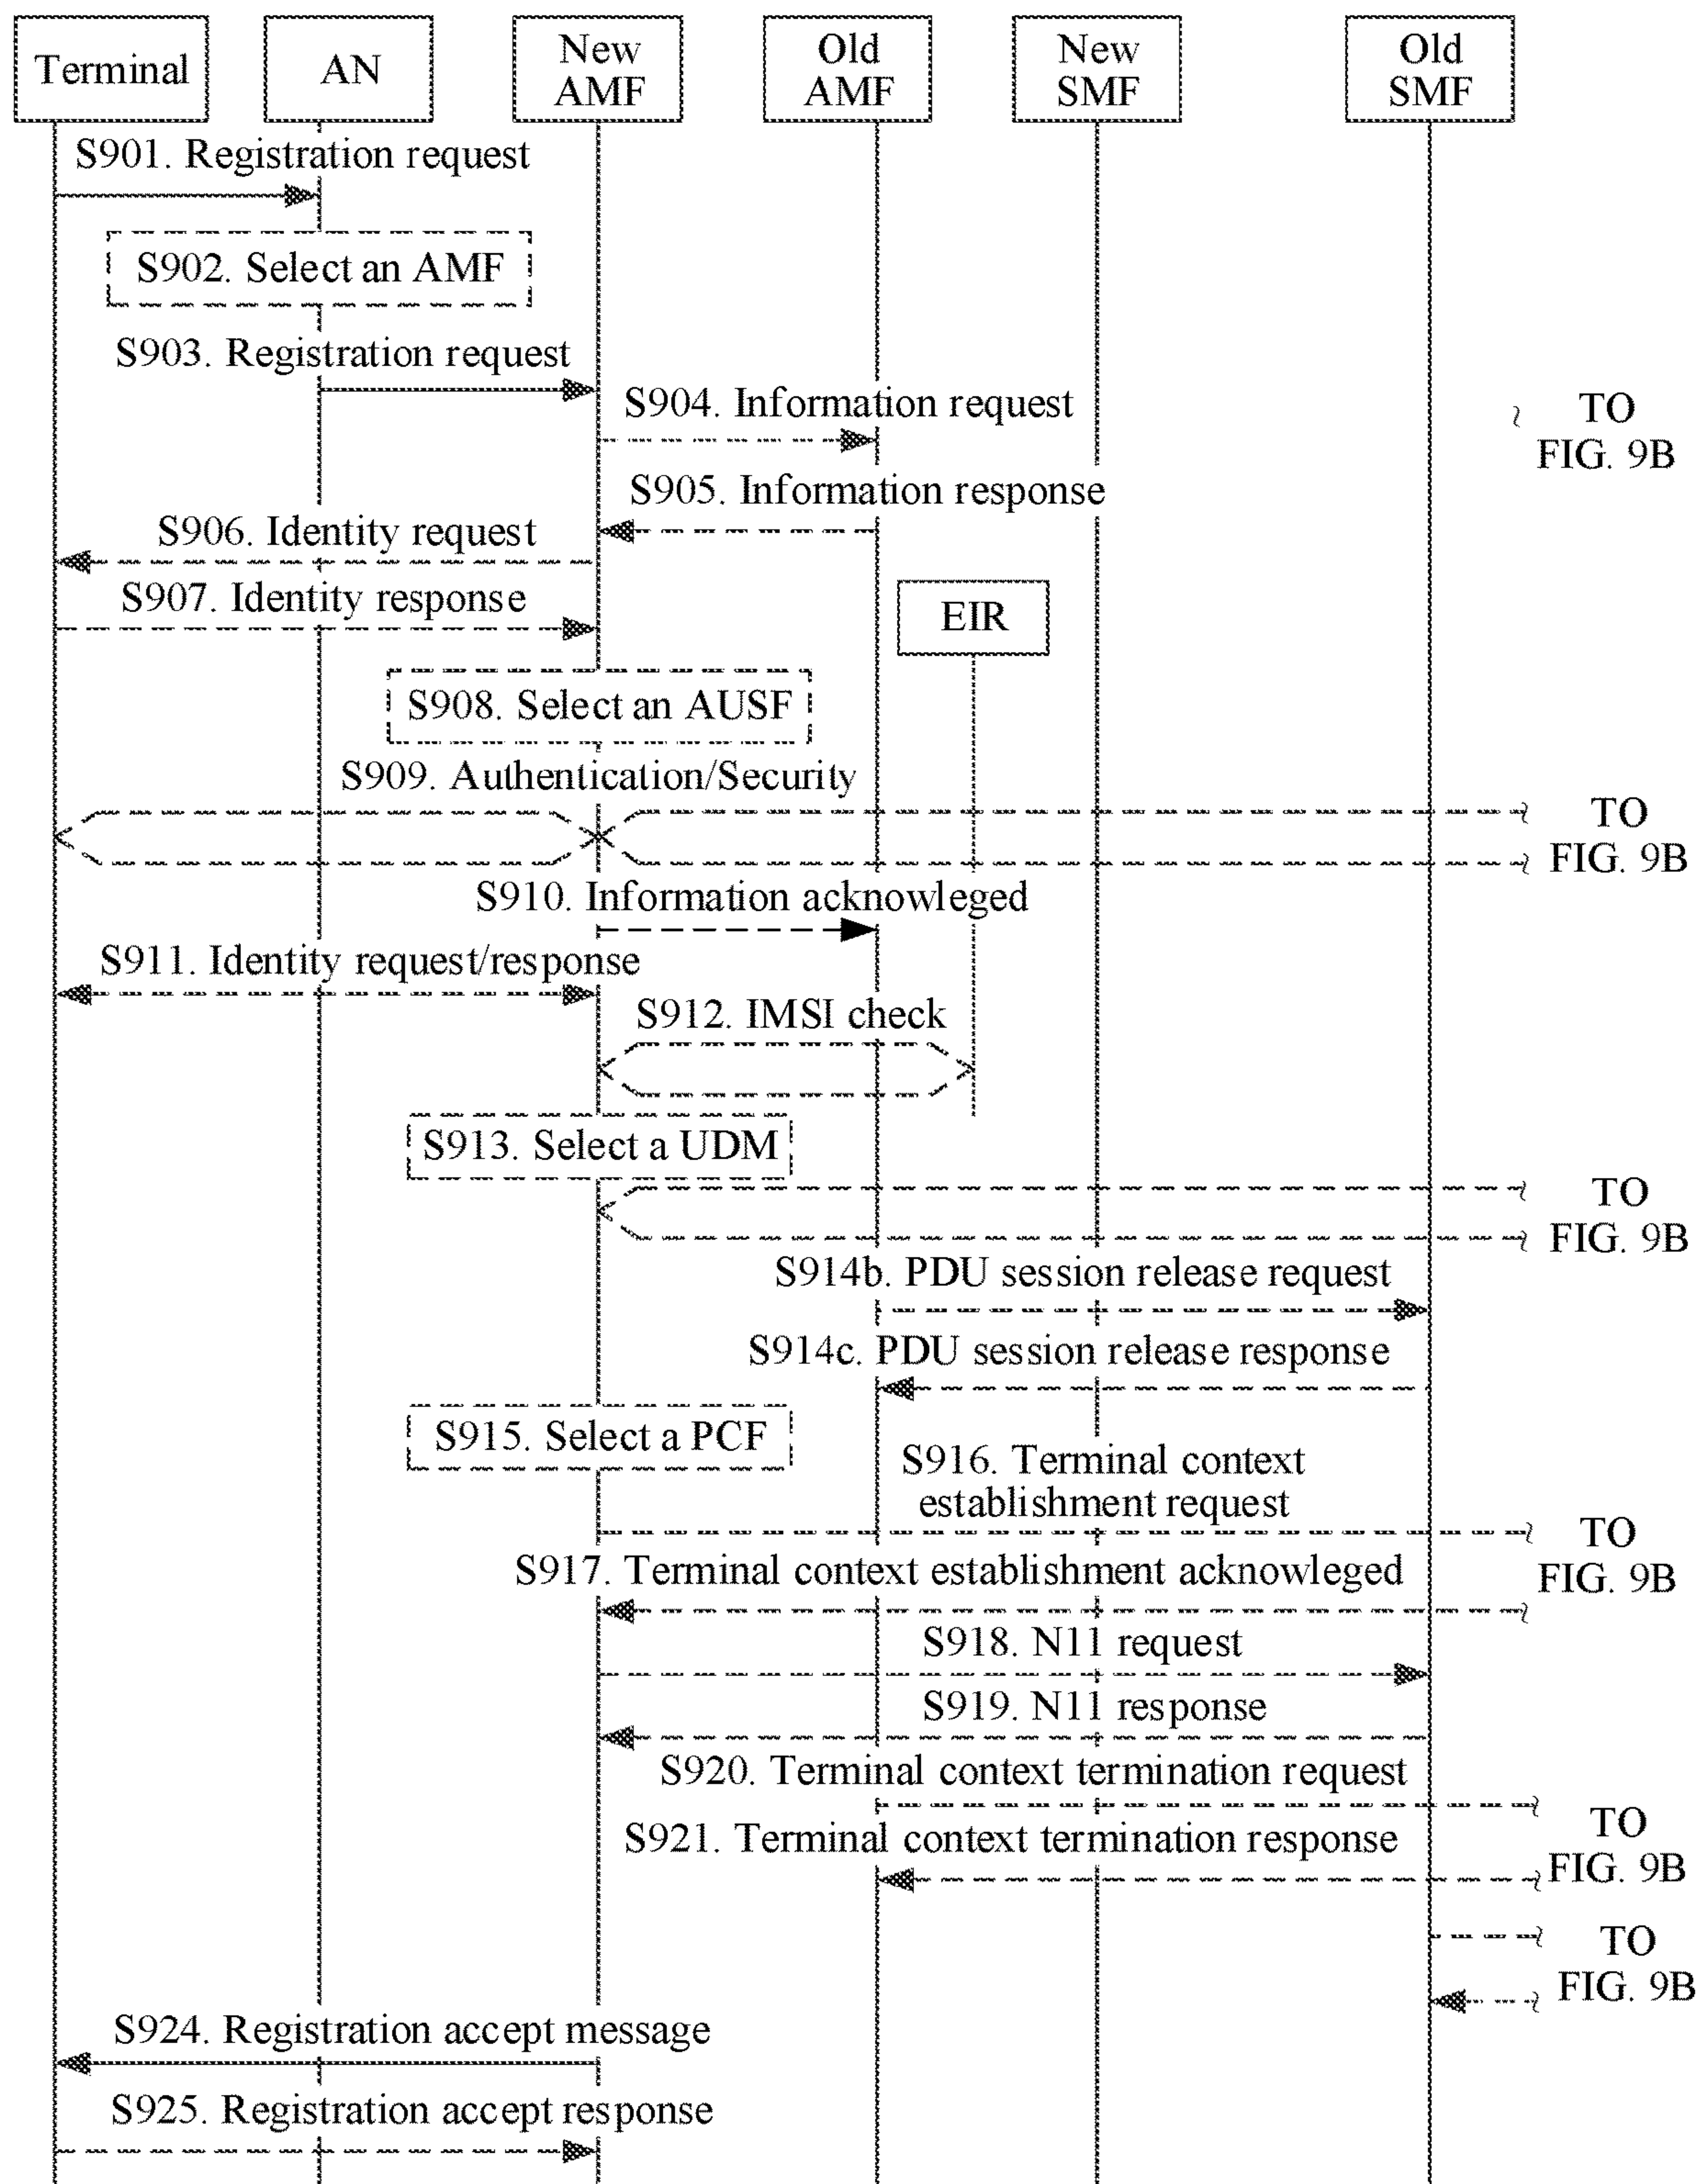 Terminal
AN
New
AMF
Old
AMF
New
SMF
Old
SMF
S901. Registration request
S902. Select an AMF
S903. Registration request
S904. Information request
TO
FIG. 9B
S905. Information response
S906. Identity request
S907. Identity response
EIR
S908. Select an AUSF
S909. Authentication/Security
TO
FIG. 9B
S910. Information acknowleged
S911. Identity request/response
S912. IMSI check
S913. Select a UDM
TO
FIG. 9B
S914b. PDU session release request
S914c. PDU session release response
S915. Select a PCF
S916. Terminal context
establishment request
TO
FIG. 9B
S917. Terminal context establishment acknowleged
S918. N11 request
S919. N11 response
S920. Terminal context termination request
TO
FIG. 9B
S921. Terminal context termination response
TO
FIG. 9B
S924. Registration accept message
S925. Registration accept response